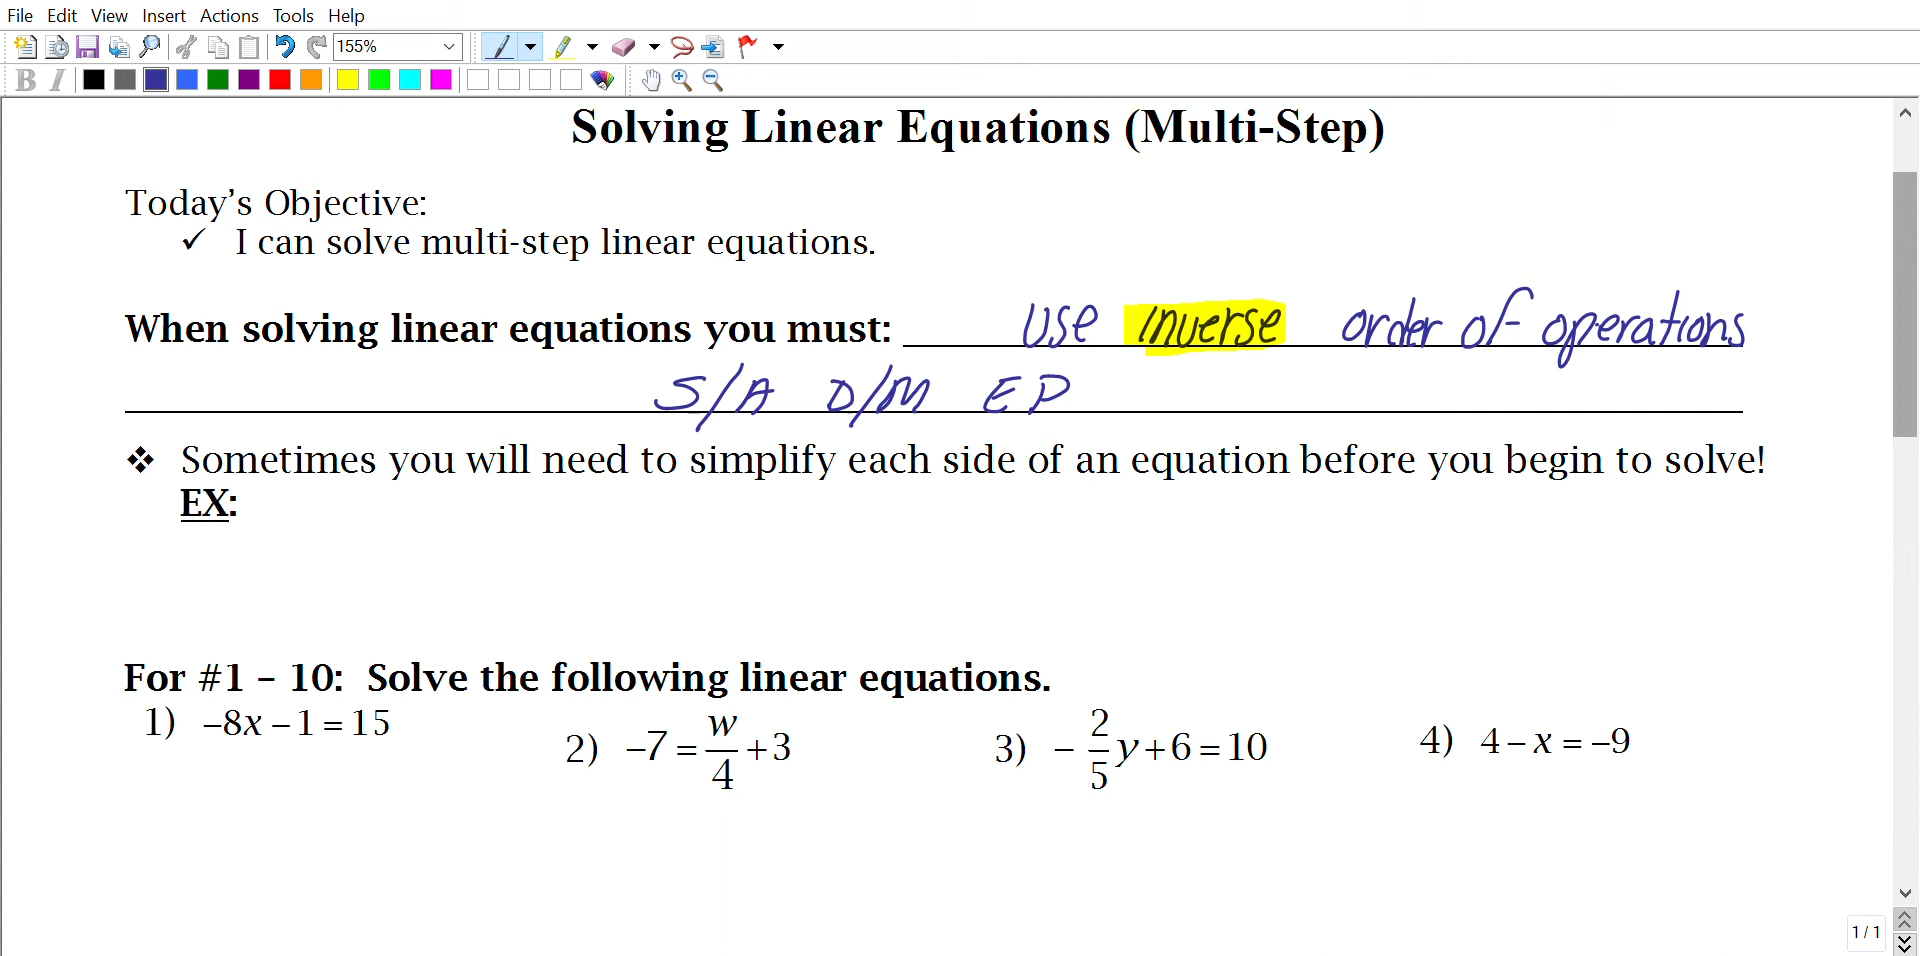 File Edit View Insert Actions Tools Help
155%
B I
Solving Linear Equations (Multi-Step)
Today's Objective:
✓ I can solve multi-step linear equations.
When solving linear equations you must: Use inverse order of operations
S/A D/M E P
❖ Sometimes you will need to simplify each side of an equation before you begin to solve!
EX:
For #1 – 10: Solve the following linear equations.
1) −8x − 1 = 15
2) −7 = w/4 + 3
3) − 2/5 y + 6 = 10
4) 4 − x = −9
1 / 1